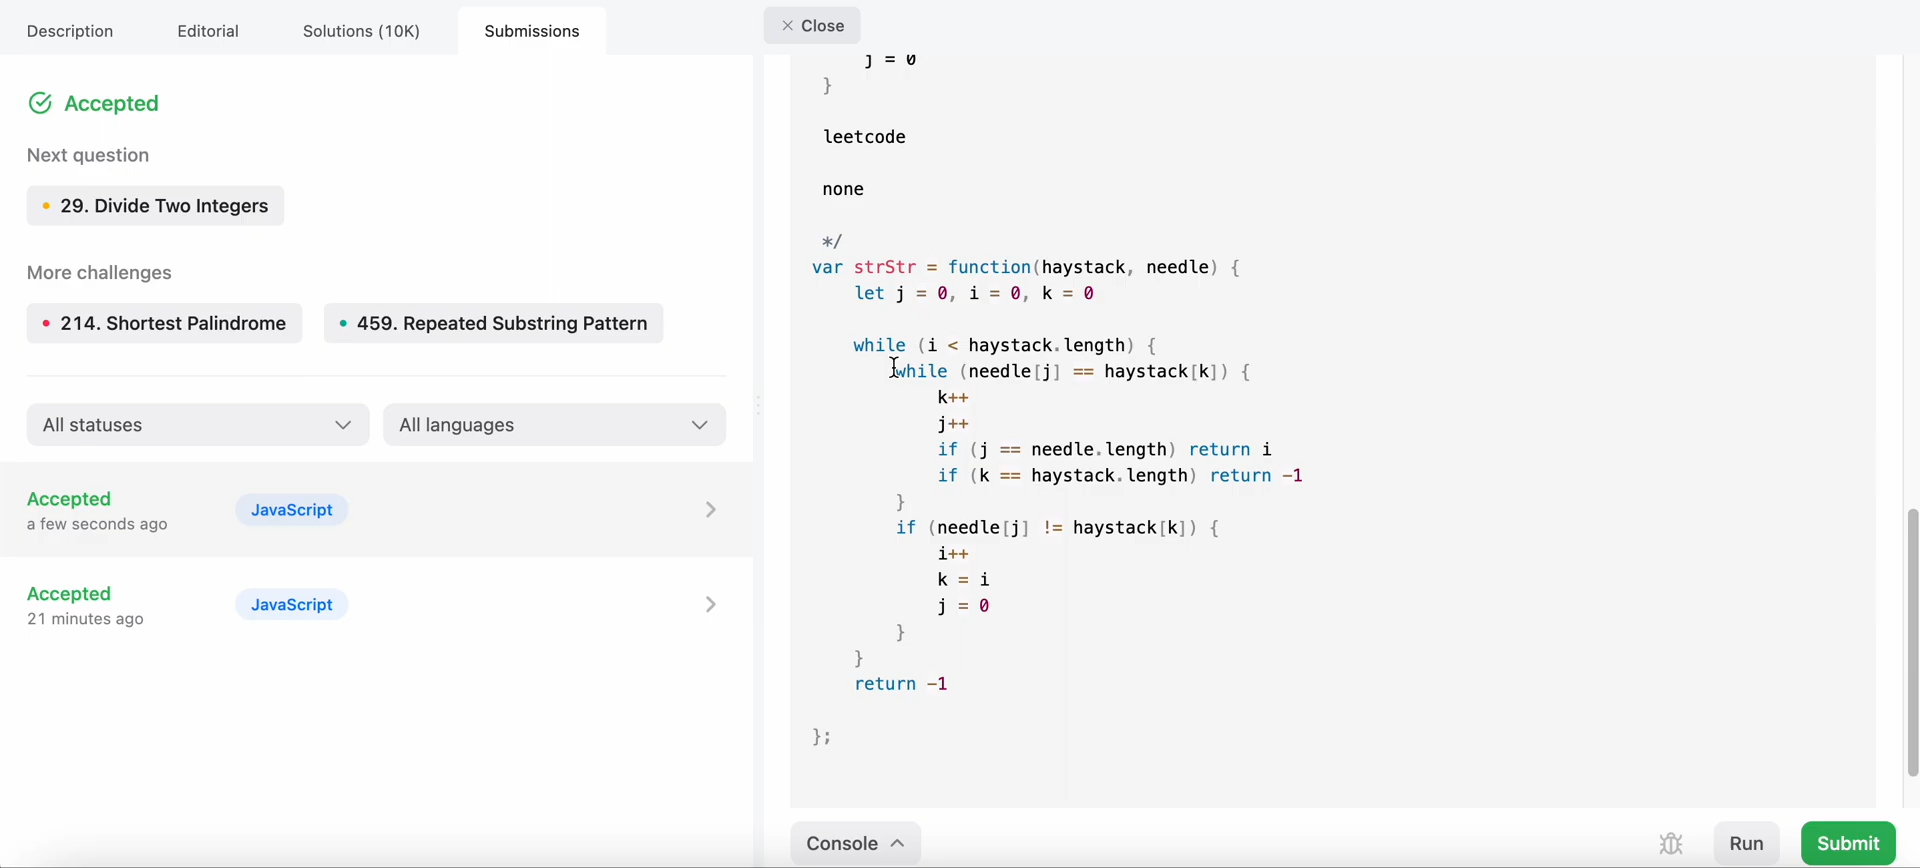 Description Editorial Solutions (10K) Submissions
Accepted
Next question
29. Divide Two Integers
More challenges
214. Shortest Palindrome 459. Repeated Substring Pattern
All statuses All languages
Accepted
a few seconds ago
JavaScript
Accepted
21 minutes ago
JavaScript
Close
j = 0
}
leetcode
none
*/
var strStr = function(haystack, needle) {
let j = 0, i = 0, k = 0
while (i < haystack.length) {
while (needle[j] == haystack[k]) {
k++
j++
if (j == needle.length) return i
if (k == haystack.length) return -1
}
if (needle[j] != haystack[k]) {
i++
k = i
j = 0
}
}
return -1
};
Console Run Submit